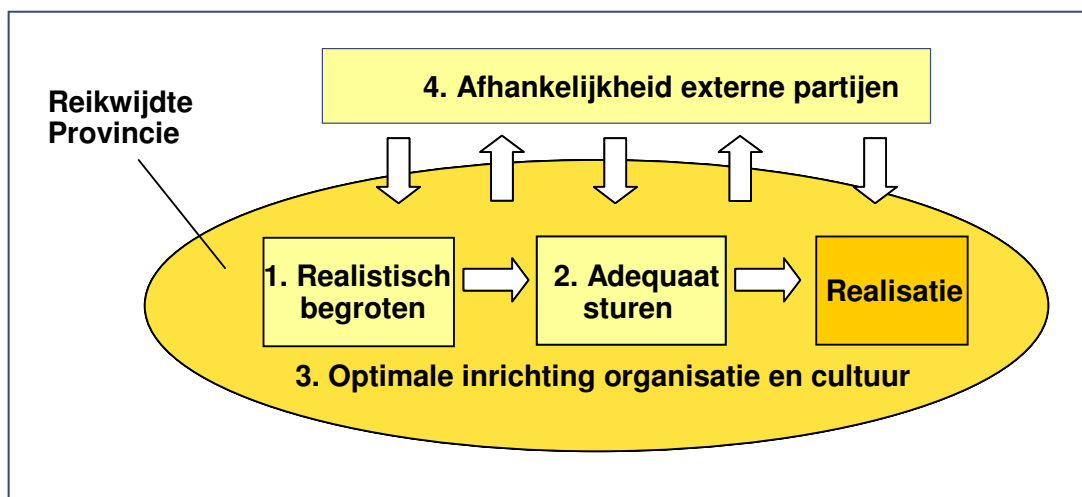 4. Afhankelijkheid externe partijen
Reikwijdte
Provincie
1. Realistisch
begroten
2. Adequaat
sturen
Realisatie
3. Optimale inrichting organisatie en cultuur